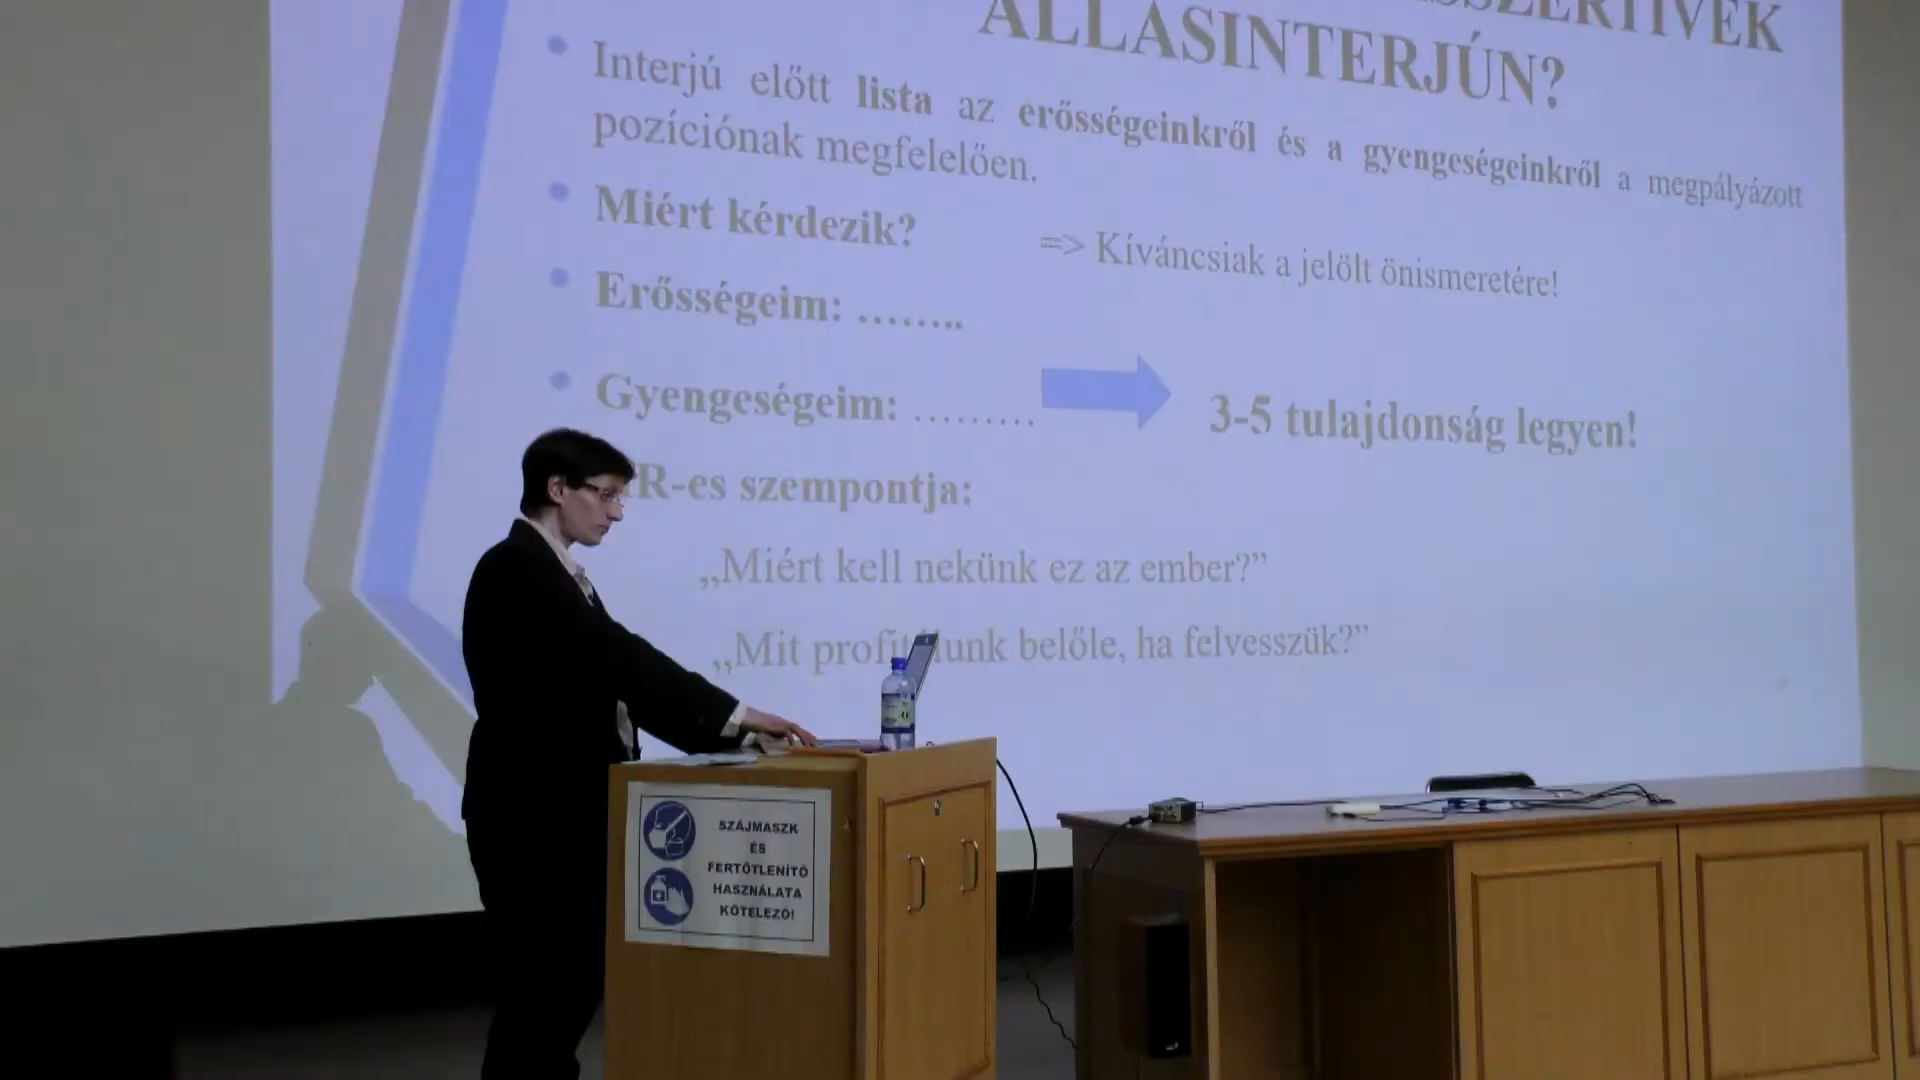 ÁLLÁSINTERJÚN?
• Interjú előtt lista az erősségeinkről és a gyengeségeinkről a megpályázott
pozíciónak megfelelően.
• Miért kérdezik? => Kíváncsiak a jelölt önismeretére!
• Erősségeim: ……..
• Gyengeségeim: ……… 3-5 tulajdonság legyen!
szempontja:
„Miért kell nekünk ez az ember?”
„Mit belőle, ha felvesszük?”
SZÁJMASZK
ÉS
FERTŐTLENÍTŐ
HASZNÁLATA
KÖTELEZŐ!